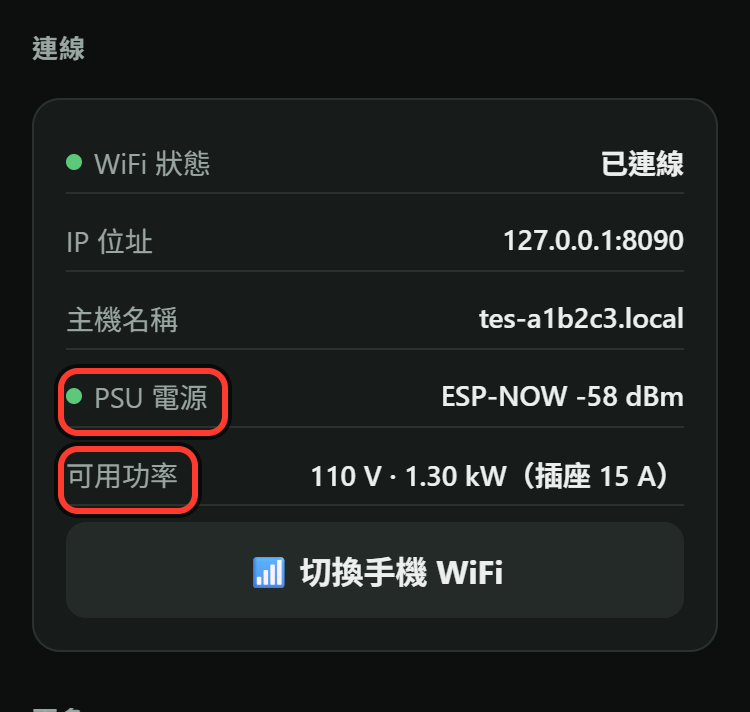 連線
WiFi 狀態 已連線
IP 位址 127.0.0.1:8090
主機名稱 tes-a1b2c3.local
PSU 電源 ESP-NOW -58 dBm
可用功率 110 V · 1.30 kW（插座 15 A）
切換手機 WiFi